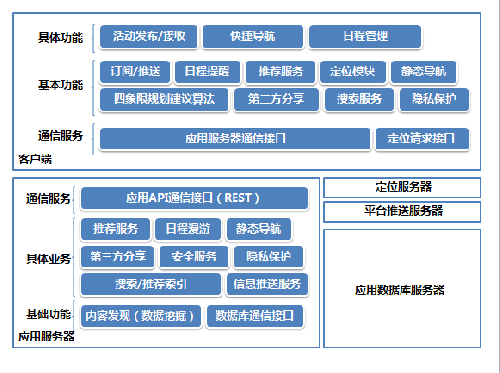 具体功能
活动发布/接收 快捷导航 日程管理
基本功能
订阅/推送 日程提醒 推荐服务 定位模块 静态导航
四象限规划建议算法 第三方分享 搜索服务 隐私保护
通信服务
应用服务器通信接口 定位请求接口
客户端
通信服务
应用API通信接口（REST）
具体业务
推荐服务 日程漫游 静态导航
第三方分享 安全服务 隐私保护
搜索/推荐索引 信息推送服务
基础功能
内容发现（数据挖掘） 数据库通信接口
应用服务器
定位服务器
平台推送服务器
应用数据库服务器